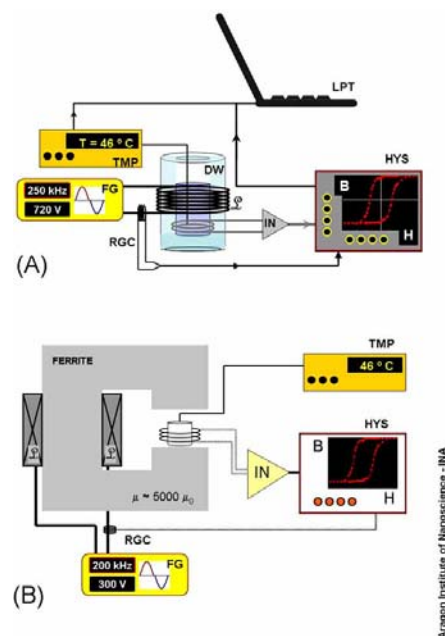 LPT
T = 46 º C
TMP
DW
HYS
250 kHz
FG
720 V
B
IN
H
RGC
(A)
FERRITE
TMP
46 º C
HYS
B
IN
H
μ ~ 5000 μ₀
RGC
200 kHz
FG
300 V
(B)
Aragon Institute of Nanoscience - INA